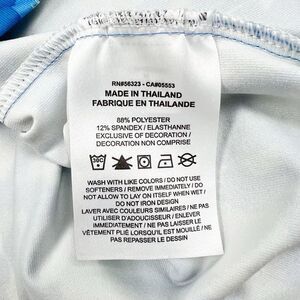 RN#56323 - CA#05553
MADE IN THAILAND
FABRIQUE EN THAILANDE
88% POLYESTER
12% SPANDEX / ELASTHANNE
EXCLUSIVE OF DECORATION /
DECORATION NON COMPRISE
WASH WITH LIKE COLORS / DO NOT USE
SOFTENERS / REMOVE IMMEDIATELY / DO
NOT ALLOW TO LAY ON ITSELF WHEN WET /
DO NOT IRON DESIGN
LAVER AVEC COULEURS SIMILAIRES / NE PAS
UTILISER D'ADOUCISSEUR / ENLEVER
IMMÉDIATEMENT / NE PAS LAISSER LE
VÊTEMENT PLIÉ LORSQU'IL EST MOUILLÉ / NE
PAS REPASSER LE DESSIN